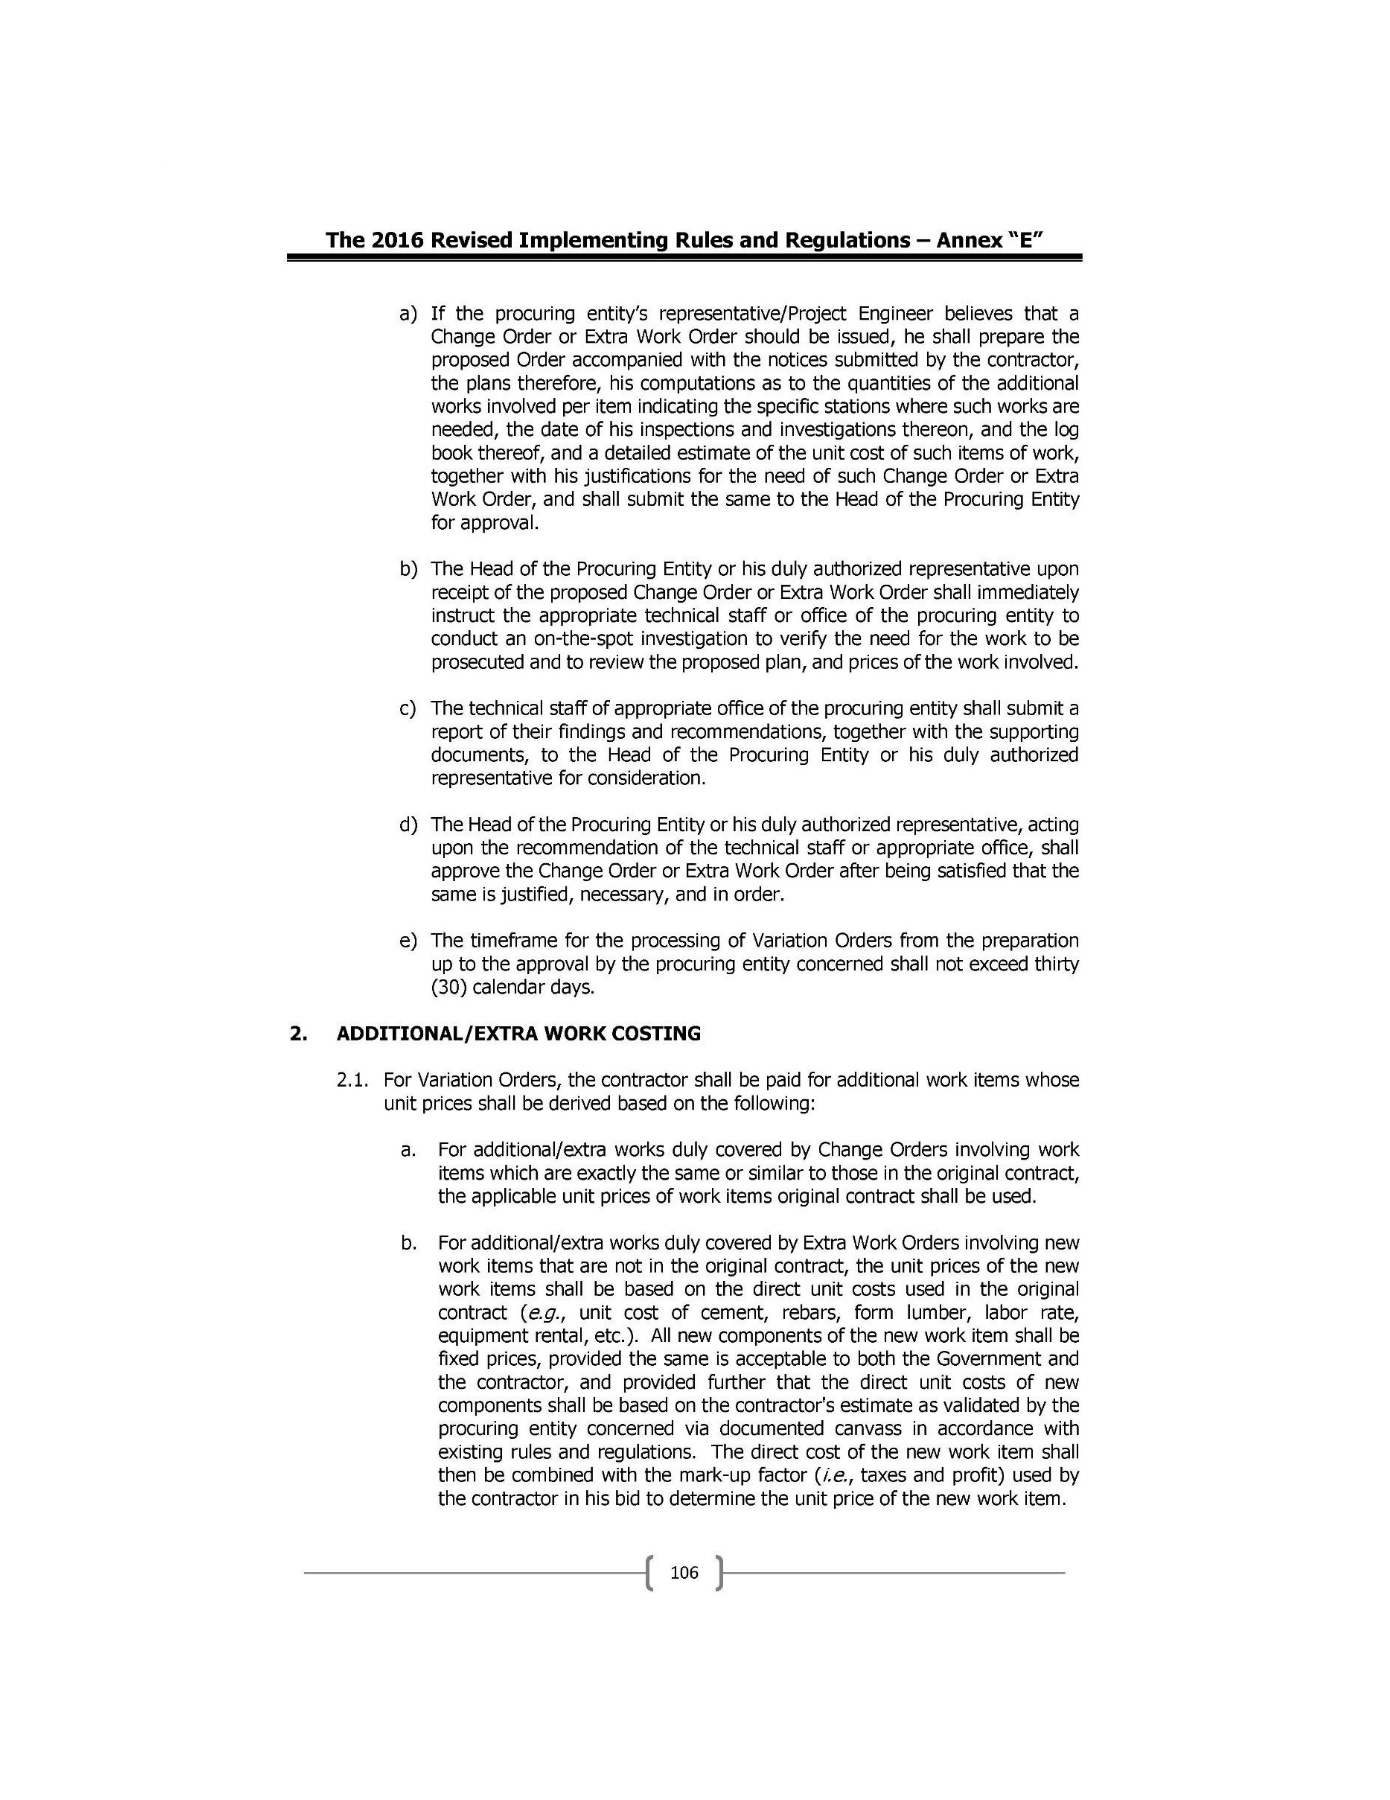 The 2016 Revised Implementing Rules and Regulations – Annex “E”
a) If the procuring entity’s representative/Project Engineer believes that a
Change Order or Extra Work Order should be issued, he shall prepare the
proposed Order accompanied with the notices submitted by the contractor,
the plans therefore, his computations as to the quantities of the additional
works involved per item indicating the specific stations where such works are
needed, the date of his inspections and investigations thereon, and the log
book thereof, and a detailed estimate of the unit cost of such items of work,
together with his justifications for the need of such Change Order or Extra
Work Order, and shall submit the same to the Head of the Procuring Entity
for approval.
b) The Head of the Procuring Entity or his duly authorized representative upon
receipt of the proposed Change Order or Extra Work Order shall immediately
instruct the appropriate technical staff or office of the procuring entity to
conduct an on-the-spot investigation to verify the need for the work to be
prosecuted and to review the proposed plan, and prices of the work involved.
c) The technical staff of appropriate office of the procuring entity shall submit a
report of their findings and recommendations, together with the supporting
documents, to the Head of the Procuring Entity or his duly authorized
representative for consideration.
d) The Head of the Procuring Entity or his duly authorized representative, acting
upon the recommendation of the technical staff or appropriate office, shall
approve the Change Order or Extra Work Order after being satisfied that the
same is justified, necessary, and in order.
e) The timeframe for the processing of Variation Orders from the preparation
up to the approval by the procuring entity concerned shall not exceed thirty
(30) calendar days.
2. ADDITIONAL/EXTRA WORK COSTING
2.1. For Variation Orders, the contractor shall be paid for additional work items whose
unit prices shall be derived based on the following:
a. For additional/extra works duly covered by Change Orders involving work
items which are exactly the same or similar to those in the original contract,
the applicable unit prices of work items original contract shall be used.
b. For additional/extra works duly covered by Extra Work Orders involving new
work items that are not in the original contract, the unit prices of the new
work items shall be based on the direct unit costs used in the original
contract (e.g., unit cost of cement, rebars, form lumber, labor rate,
equipment rental, etc.). All new components of the new work item shall be
fixed prices, provided the same is acceptable to both the Government and
the contractor, and provided further that the direct unit costs of new
components shall be based on the contractor's estimate as validated by the
procuring entity concerned via documented canvass in accordance with
existing rules and regulations. The direct cost of the new work item shall
then be combined with the mark-up factor (i.e., taxes and profit) used by
the contractor in his bid to determine the unit price of the new work item.
106